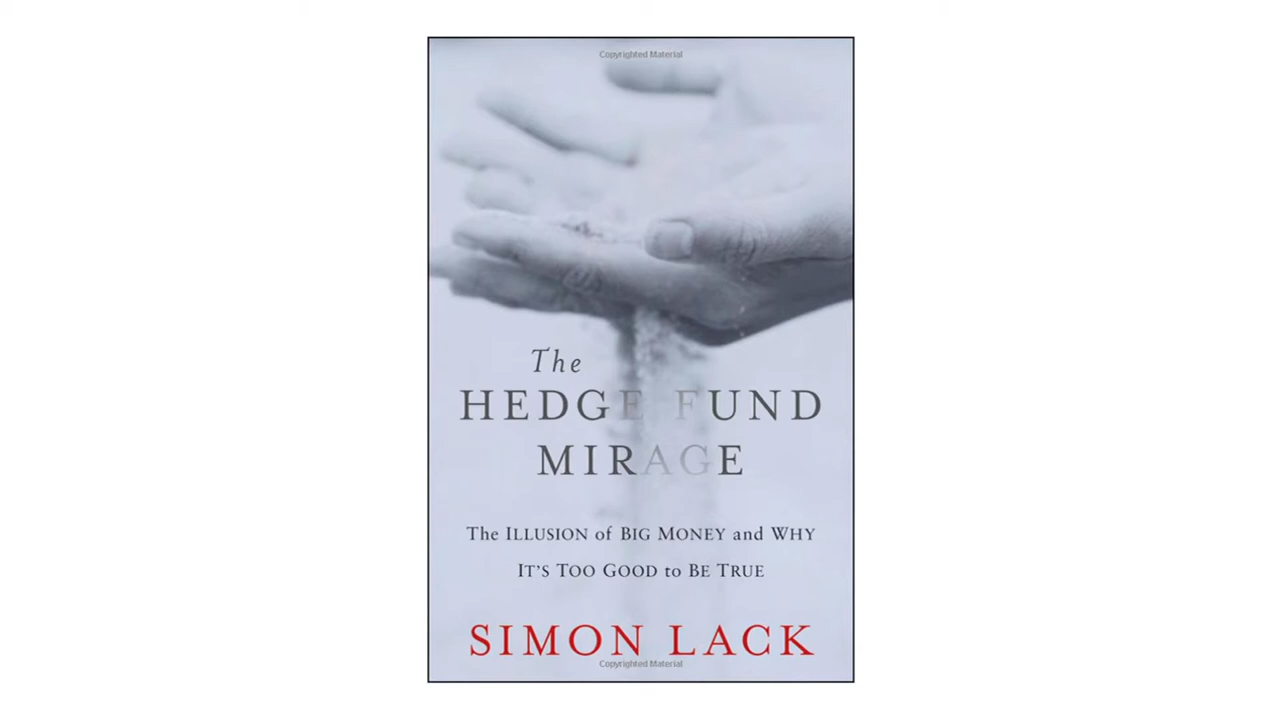 Copyrighted Material
The
HEDGE FUND
MIRAGE
The ILLUSION of BIG MONEY and WHY
IT'S TOO GOOD to BE TRUE
SIMON LACK
Copyrighted Material